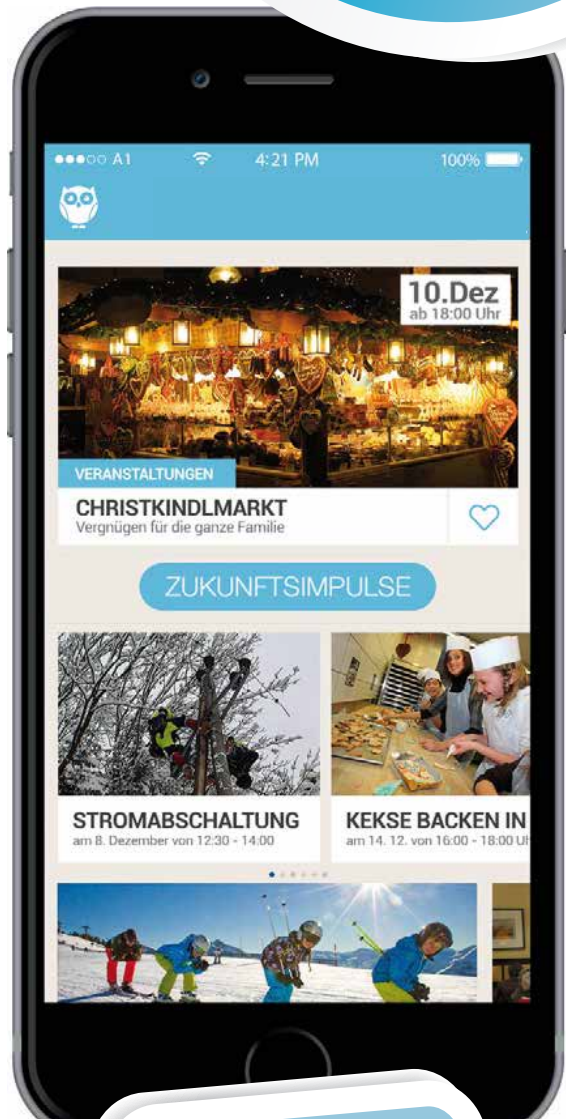 A1 4:21 PM 100%
10.Dez
ab 18:00 Uhr
VERANSTALTUNGEN
CHRISTKINDLMARKT
Vergnügen für die ganze Familie
ZUKUNFTSIMPULSE
STROMABSCHALTUNG
am 8. Dezember von 12:30 - 14:00
KEKSE BACKEN IN
am 14. 12. von 16:00 - 18:00